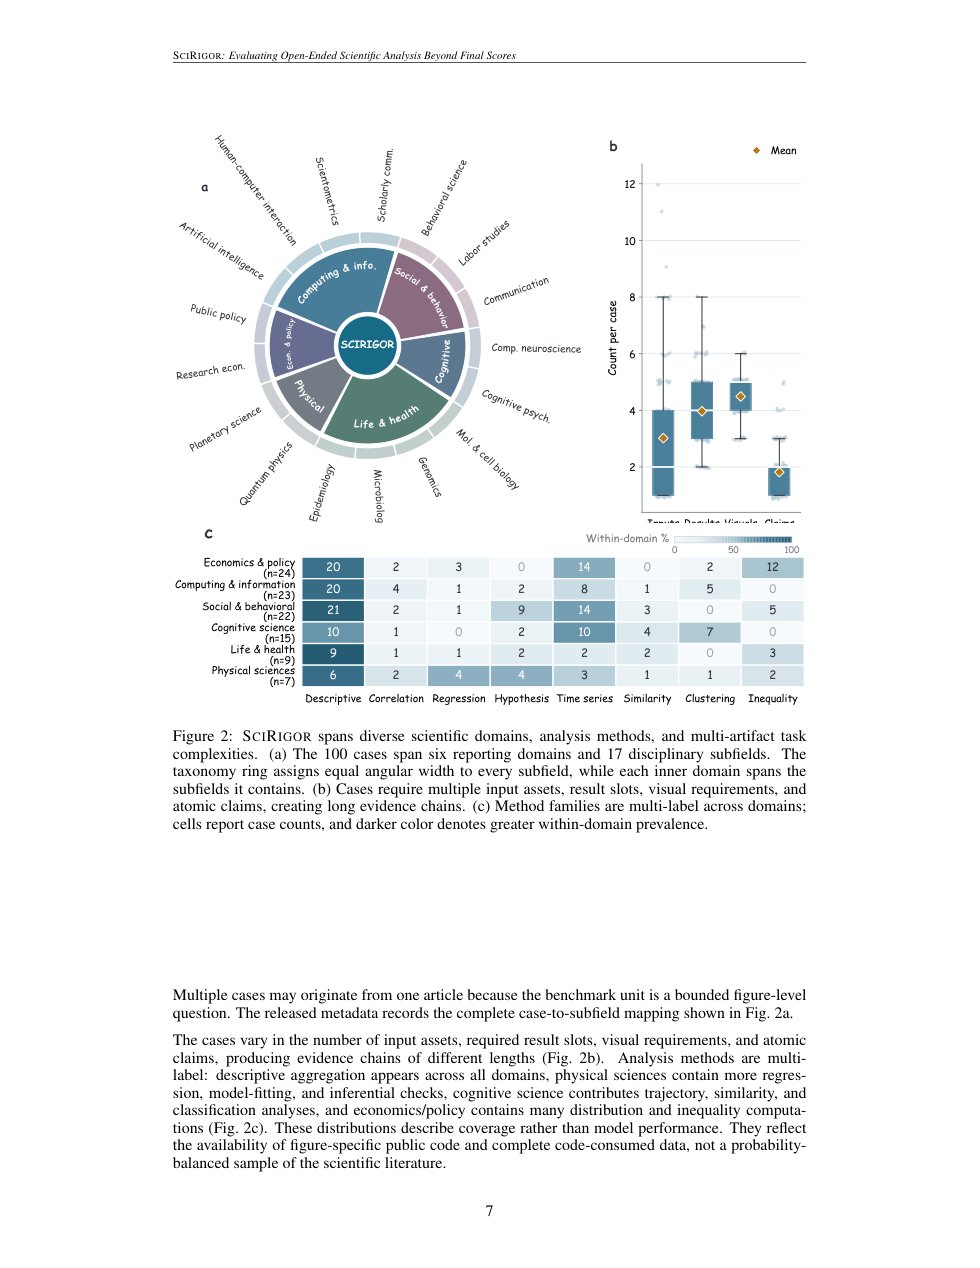 SCIRIGOR: Evaluating Open-Ended Scientific Analysis Beyond Final Scores
a
Human-computer interaction
Scientometrics
Scholarly comm.
Behavioral science
Labor studies
Communication
Comp. neuroscience
Cognitive psych.
Mol. & cell biology
Genomics
Microbiolog
Epidemiology
Quantum physics
Planetary science
Research econ.
Public policy
Artificial intelligence
Computing & info.
Social & behavior
Cognitive
Life & health
Physical
Econ. & policy
SCIRIGOR
b
Mean
Count per case
12
10
8
6
4
2
Inputs Results Visuals Claims
c
Within-domain %
0 50 100
Economics & policy
(n=24)
20 2 3 0 14 0 2 12
Computing & information
(n=23)
20 4 1 2 8 1 5 0
Social & behavioral
(n=22)
21 2 1 9 14 3 0 5
Cognitive science
(n=15)
10 1 0 2 10 4 7 0
Life & health
(n=9)
9 1 1 2 2 2 0 3
Physical sciences
(n=7)
6 2 4 4 3 1 1 2
Descriptive Correlation Regression Hypothesis Time series Similarity Clustering Inequality
Figure 2: SCIRIGOR spans diverse scientific domains, analysis methods, and multi-artifact task
complexities. (a) The 100 cases span six reporting domains and 17 disciplinary subfields. The
taxonomy ring assigns equal angular width to every subfield, while each inner domain spans the
subfields it contains. (b) Cases require multiple input assets, result slots, visual requirements, and
atomic claims, creating long evidence chains. (c) Method families are multi-label across domains;
cells report case counts, and darker color denotes greater within-domain prevalence.
Multiple cases may originate from one article because the benchmark unit is a bounded figure-level
question. The released metadata records the complete case-to-subfield mapping shown in Fig. 2a.
The cases vary in the number of input assets, required result slots, visual requirements, and atomic
claims, producing evidence chains of different lengths (Fig. 2b). Analysis methods are multi-
label: descriptive aggregation appears across all domains, physical sciences contain more regres-
sion, model-fitting, and inferential checks, cognitive science contributes trajectory, similarity, and
classification analyses, and economics/policy contains many distribution and inequality computa-
tions (Fig. 2c). These distributions describe coverage rather than model performance. They reflect
the availability of figure-specific public code and complete code-consumed data, not a probability-
balanced sample of the scientific literature.
7